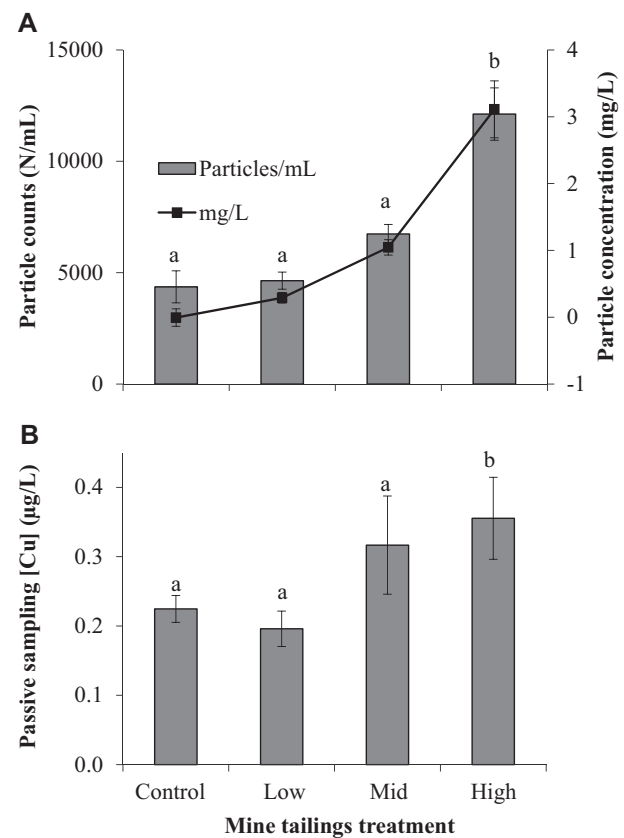 A
15000
10000
5000
0
Particle counts (N/mL)
Particles/mL
mg/L
a
a
a
b
4
3
2
1
0
-1
Particle concentration (mg/L)
B
0.4
0.3
0.2
0.1
0.0
Passive sampling [Cu] (µg/L)
a
a
a
b
Control Low Mid High
Mine tailings treatment